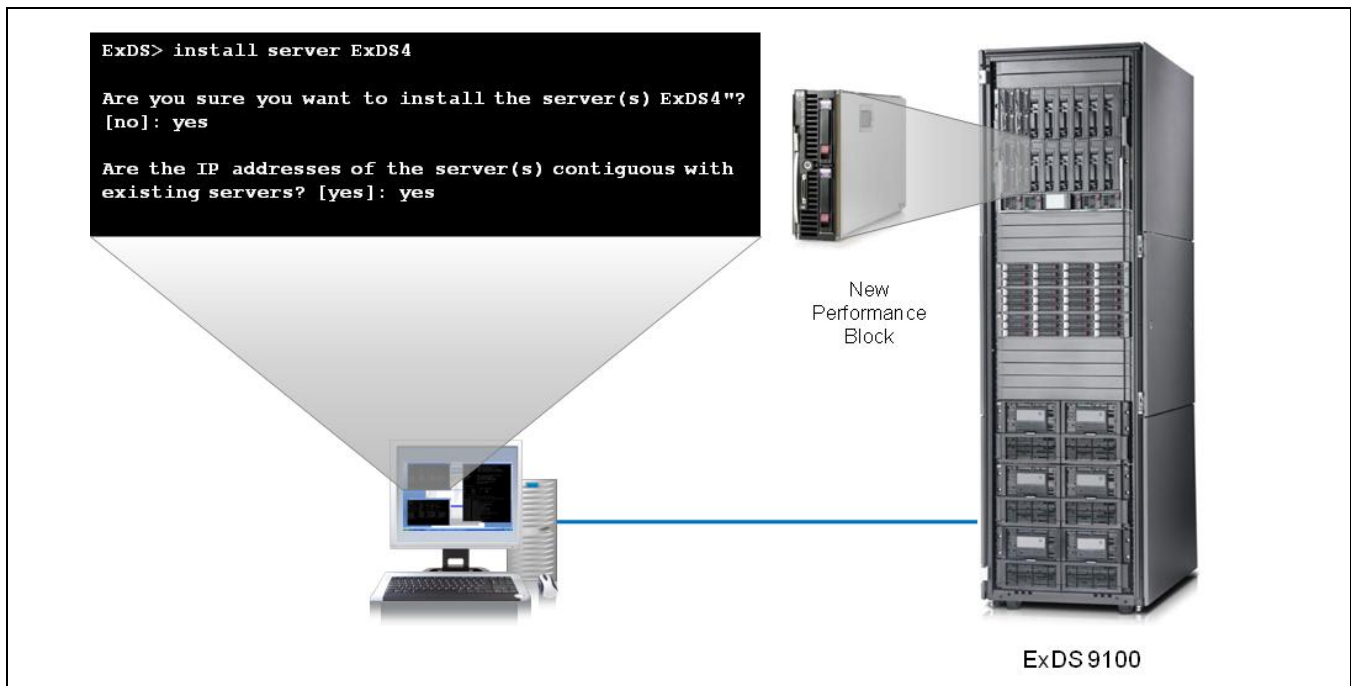 ExDS> install server ExDS4
Are you sure you want to install the server(s) ExDS4"?
[no]: yes
Are the IP addresses of the server(s) contiguous with
existing servers? [yes]: yes
New
Performance
Block
ExDS 9100